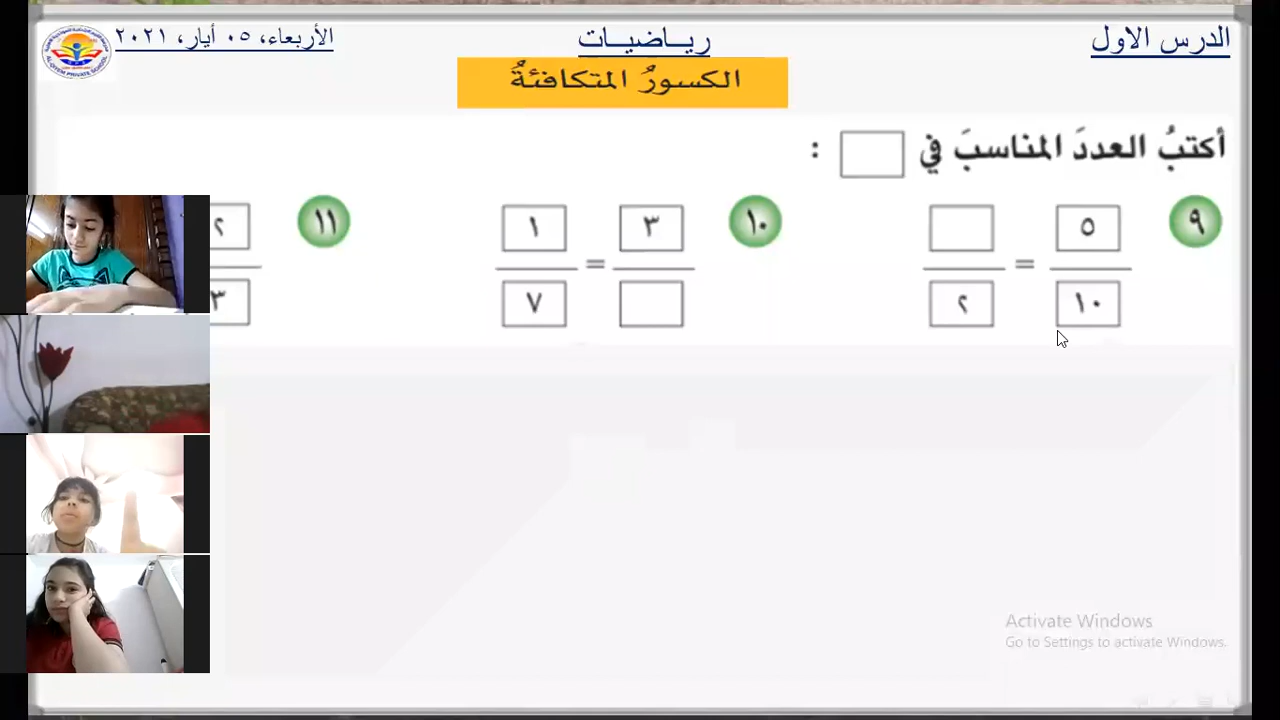 الدرس الاول
رياضيات
الأربعاء، ٠٥ أيار، ٢٠٢١
الكسورُ المتكافئةُ
أكتبُ العددَ المناسبَ في :
٩
٥
١٠
=
٢
١٠
٣
=
١
٧
١١
٢
٣
Activate Windows
Go to Settings to activate Windows.